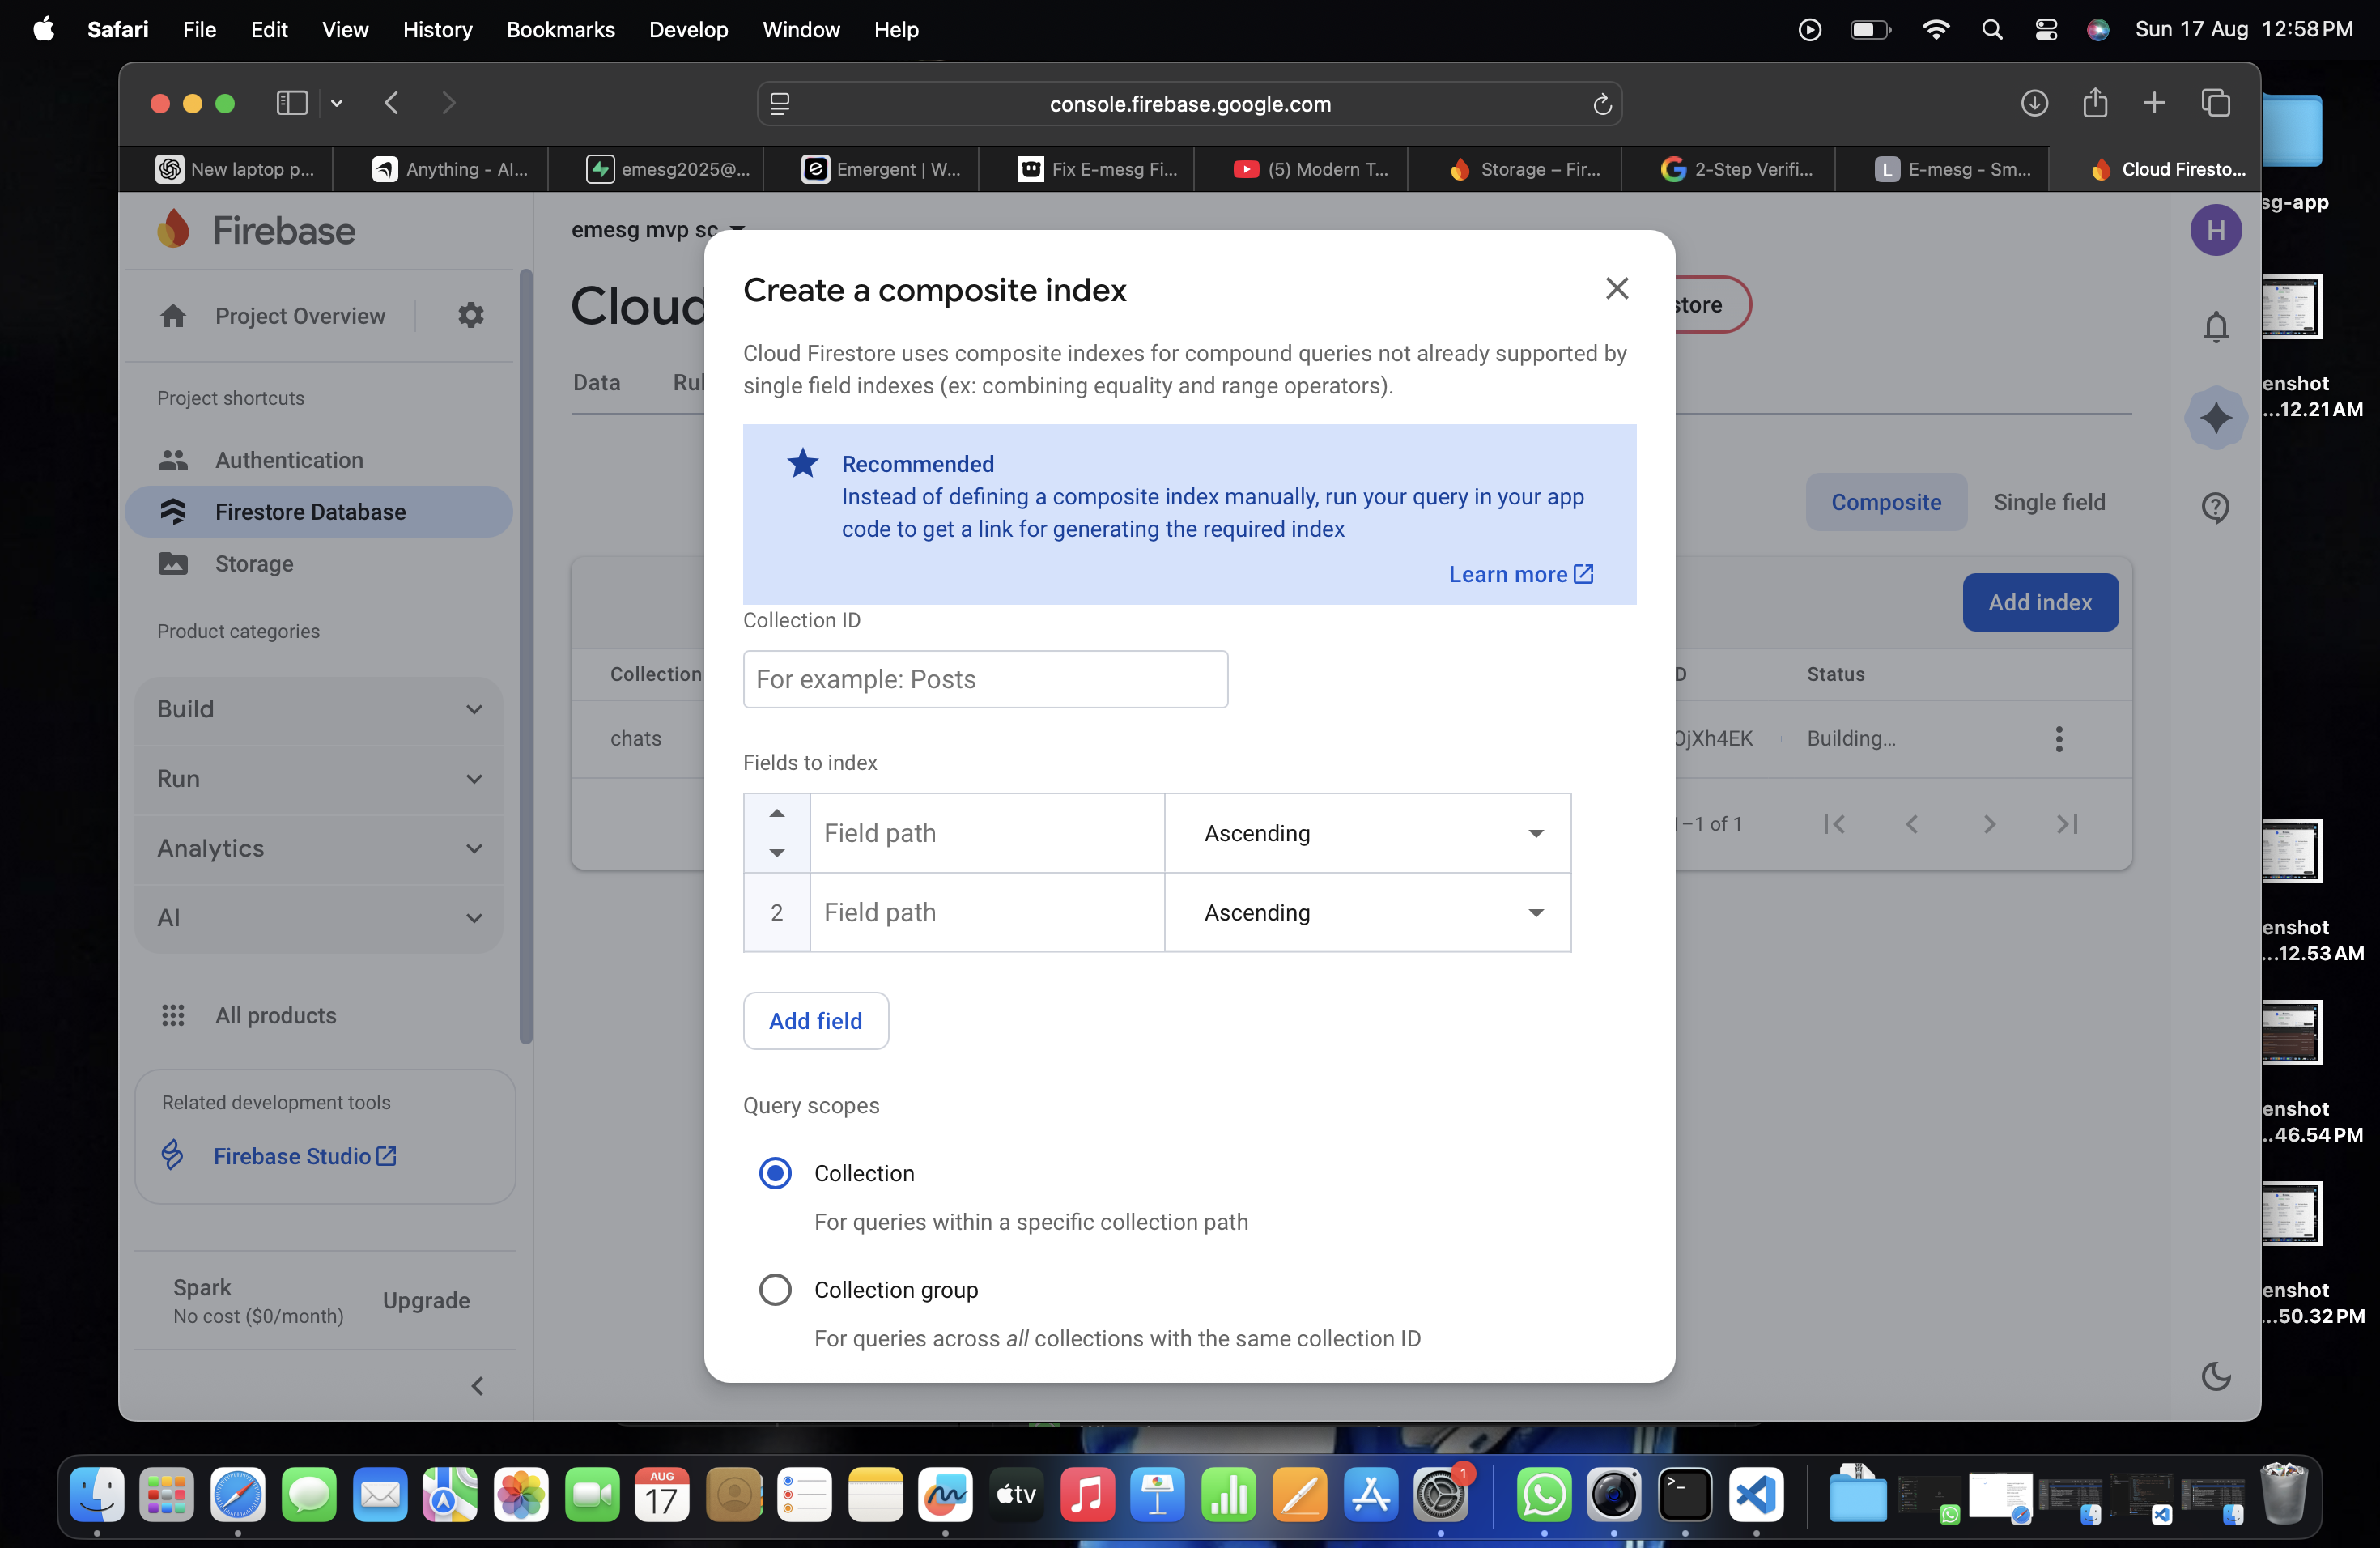 Safari File Edit View History Bookmarks Develop Window Help
Sun 17 Aug 12:58 PM
console.firebase.google.com
New laptop p...
Anything - AI...
emesg2025@...
Emergent | W...
Fix E-mesg Fi...
(5) Modern T...
Storage – Fir...
2-Step Verifi...
E-mesg - Sm...
Cloud Firesto...
Firebase
Project Overview
Project shortcuts
Authentication
Firestore Database
Storage
Product categories
Build
Run
Analytics
AI
All products
Related development tools
Firebase Studio
Spark
No cost ($0/month)
Upgrade
emesg mvp sc
Cloud
Data
Rul
Collection
chats
Create a composite index
Cloud Firestore uses composite indexes for compound queries not already supported by
single field indexes (ex: combining equality and range operators).
Recommended
Instead of defining a composite index manually, run your query in your app
code to get a link for generating the required index
Learn more
Collection ID
For example: Posts
Fields to index
Field path Ascending
2 Field path Ascending
Add field
Query scopes
Collection
For queries within a specific collection path
Collection group
For queries across all collections with the same collection ID
store
H
Composite
Single field
Add index
D
Status
OjXh4EK
Building...
1–1 of 1
sg-app
enshot
...12.21 AM
enshot
...12.53 AM
enshot
..46.54 PM
enshot
...50.32 PM
AUG
17
tv
1